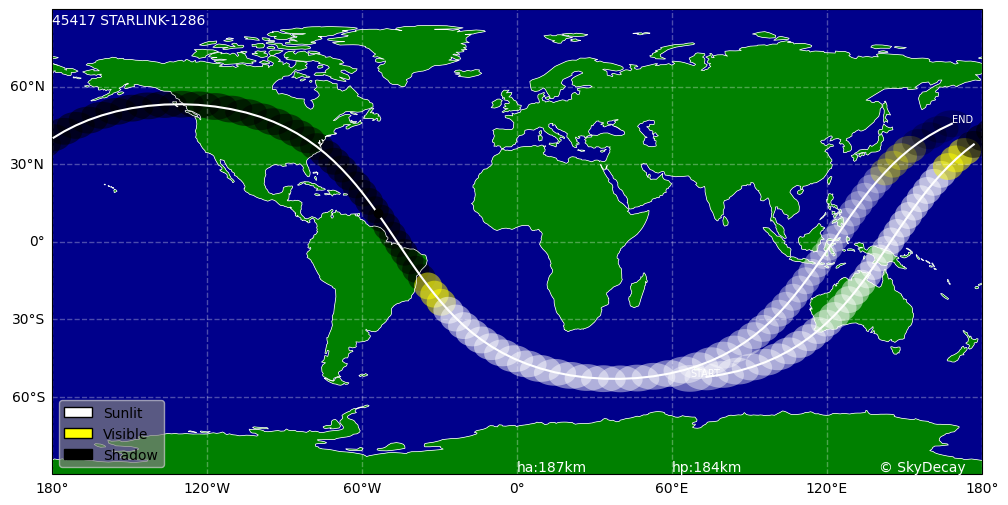 45417 STARLINK-1286
END
60°N
30°N
0°
30°S
60°S
START
Sunlit
Visible
Shadow
ha:187km hp:184km © SkyDecay
180° 120°W 60°W 0° 60°E 120°E 180°